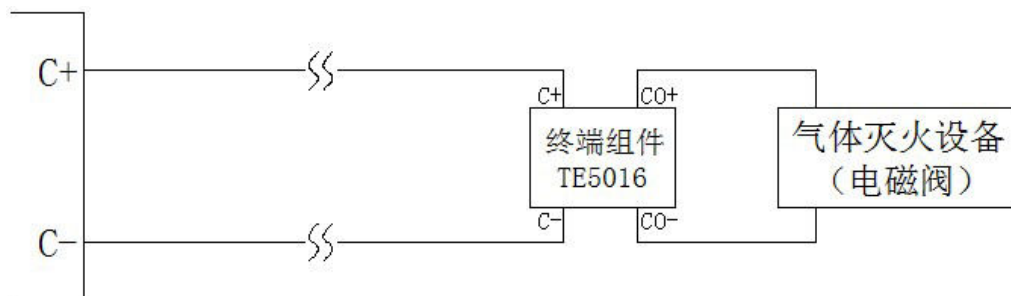 C+
C+
CO+
终端组件
TE5016
气体灭火设备
（电磁阀）
C-
C-
CO-